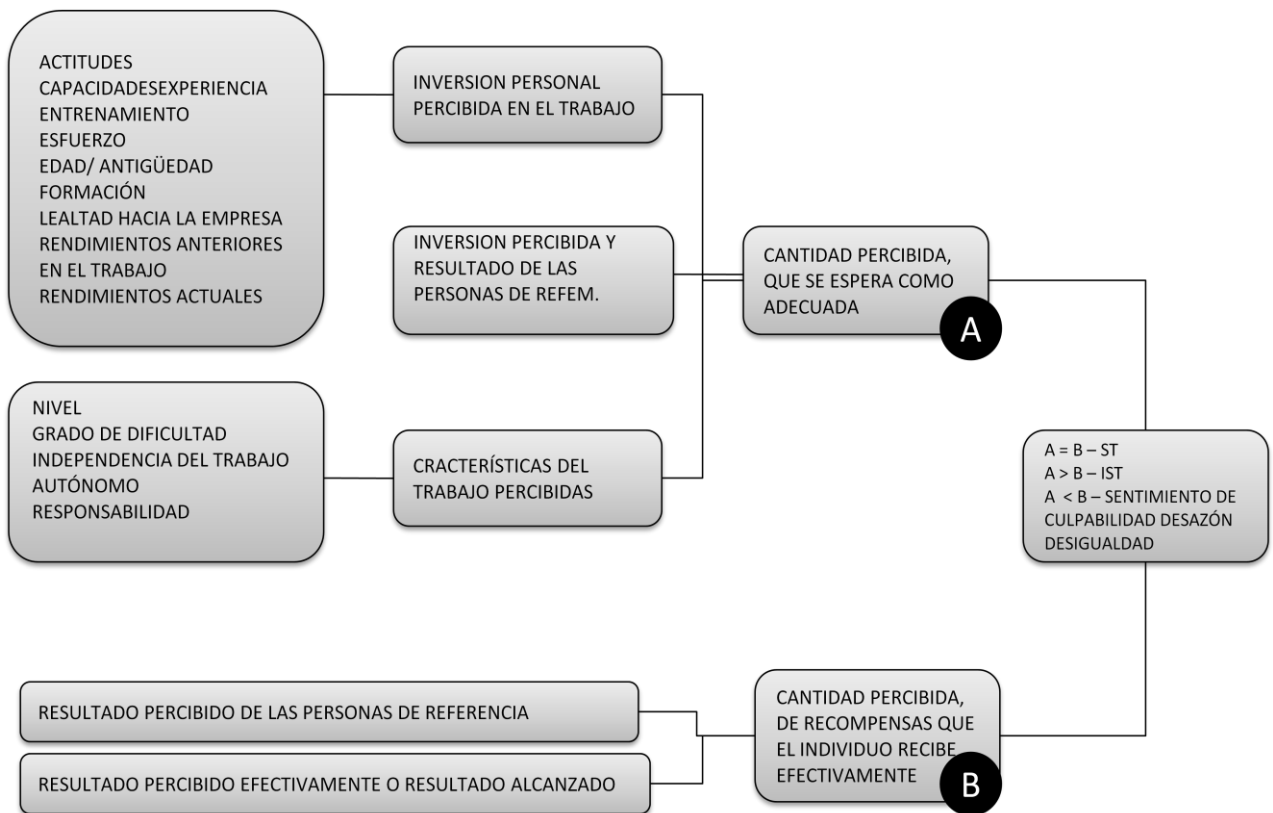 ACTITUDES
CAPACIDADESEXPERIENCIA
ENTRENAMIENTO
ESFUERZO
EDAD/ ANTIGÜEDAD
FORMACIÓN
LEALTAD HACIA LA EMPRESA
RENDIMIENTOS ANTERIORES
EN EL TRABAJO
RENDIMIENTOS ACTUALES
INVERSION PERSONAL
PERCIBIDA EN EL TRABAJO
INVERSION PERCIBIDA Y
RESULTADO DE LAS
PERSONAS DE REFEM.
CANTIDAD PERCIBIDA,
QUE SE ESPERA COMO
ADECUADA
A
NIVEL
GRADO DE DIFICULTAD
INDEPENDENCIA DEL TRABAJO
AUTÓNOMO
RESPONSABILIDAD
CRACTERÍSTICAS DEL
TRABAJO PERCIBIDAS
A = B – ST
A > B – IST
A < B – SENTIMIENTO DE
CULPABILIDAD DESAZÓN
DESIGUALDAD
RESULTADO PERCIBIDO DE LAS PERSONAS DE REFERENCIA
RESULTADO PERCIBIDO EFECTIVAMENTE O RESULTADO ALCANZADO
CANTIDAD PERCIBIDA,
DE RECOMPENSAS QUE
EL INDIVIDUO RECIBE
EFECTIVAMENTE
B